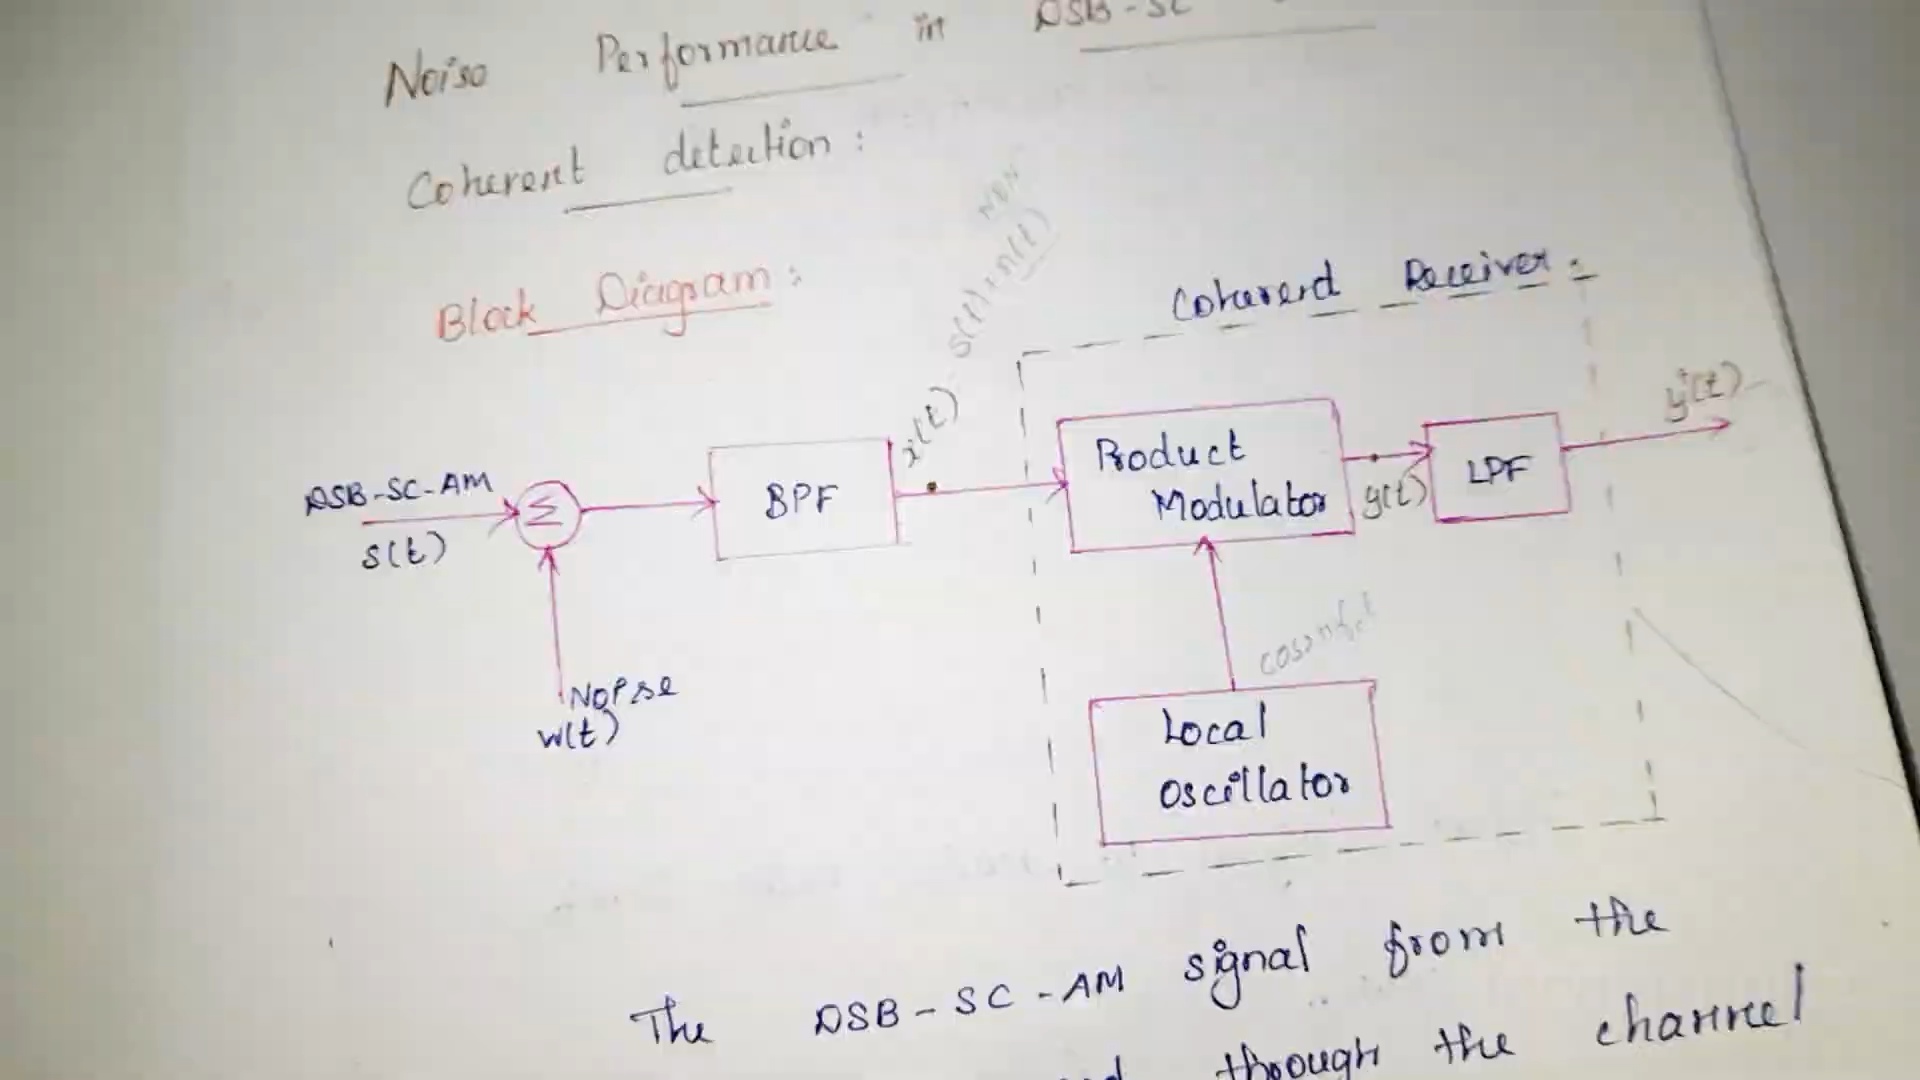 Noise Performance in DSB-SC
Coherent detection:
Block Diagram:
Coherent Receiver:
s(t)+n(t)
x(t)
DSB-SC-AM
s(t)
Σ
BPF
Product
Modulator
y(t)
LPF
y(t)
Noise
w(t)
Local
Oscillator
The DSB-SC-AM signal from the
through the channel